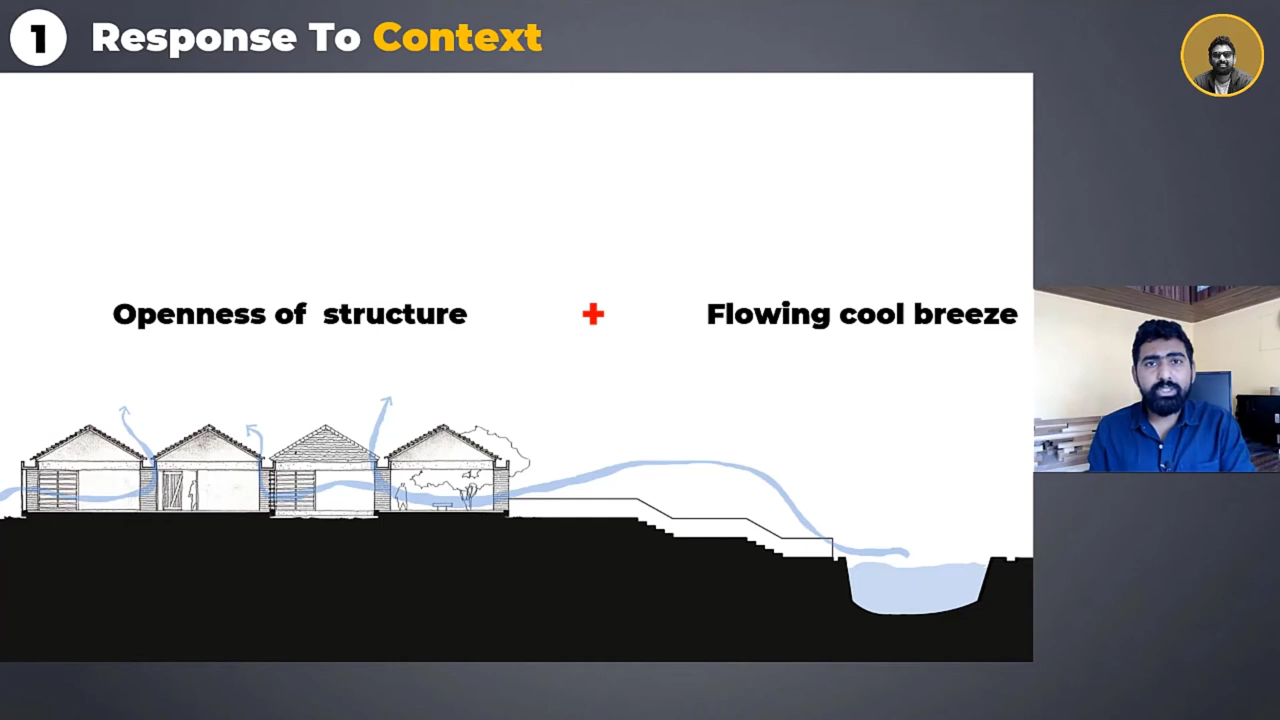 1 Response To Context
Openness of structure + Flowing cool breeze